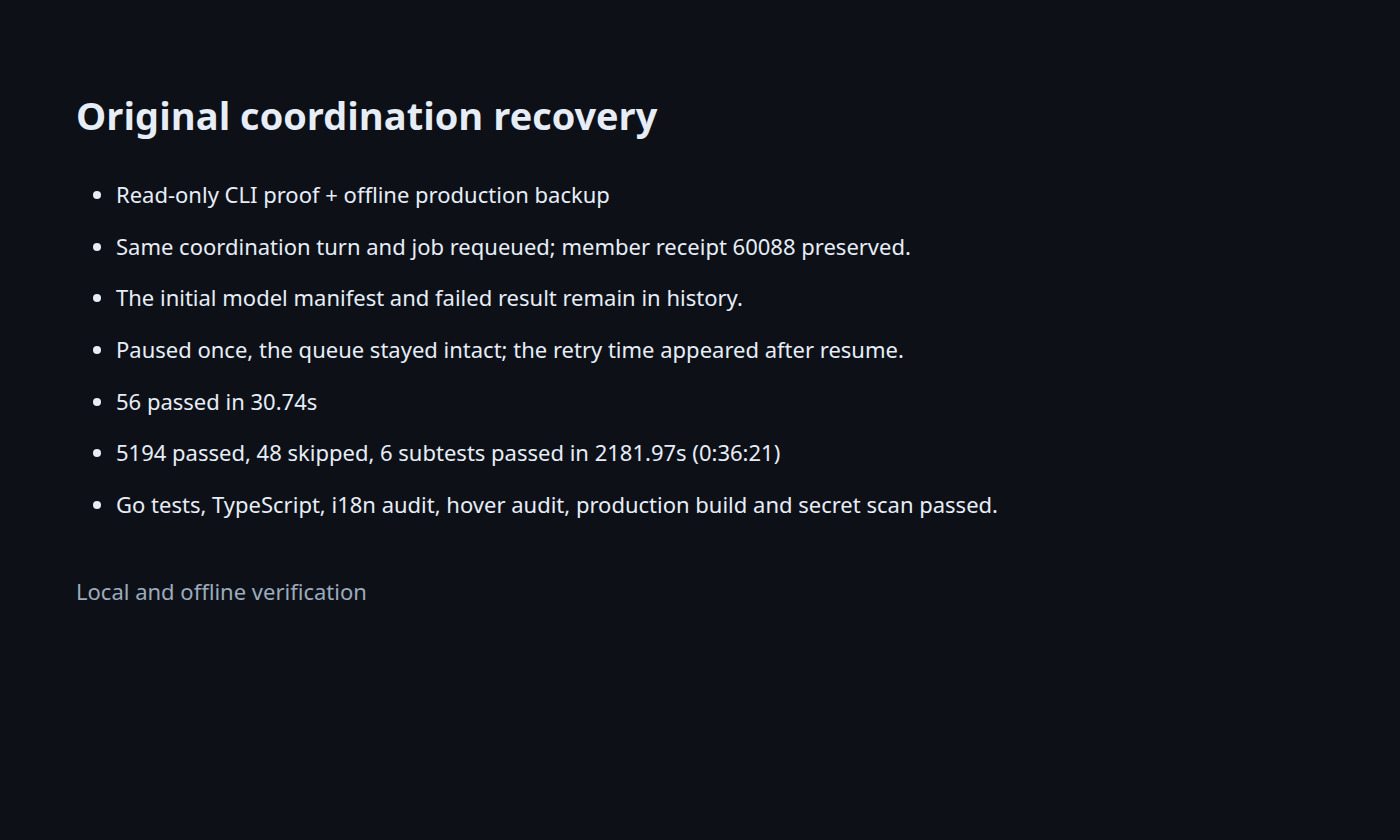 Original coordination recovery
Read-only CLI proof + offline production backup
Same coordination turn and job requeued; member receipt 60088 preserved.
The initial model manifest and failed result remain in history.
Paused once, the queue stayed intact; the retry time appeared after resume.
56 passed in 30.74s
5194 passed, 48 skipped, 6 subtests passed in 2181.97s (0:36:21)
Go tests, TypeScript, i18n audit, hover audit, production build and secret scan passed.
Local and offline verification